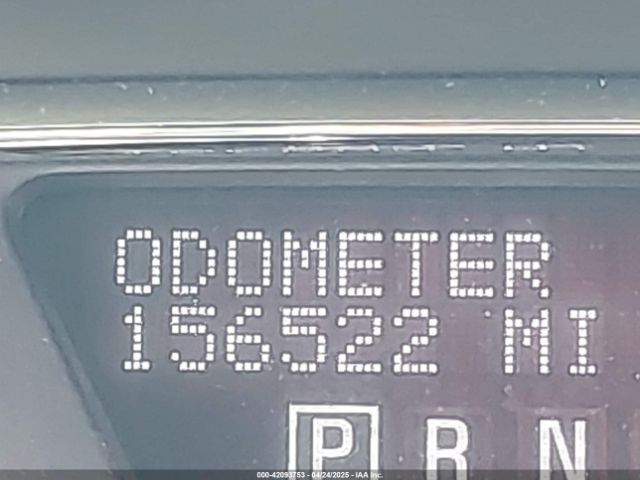 ODOMETER
156522 MI
P R N
000-42093753 - 04/24/2025 - IAA Inc.